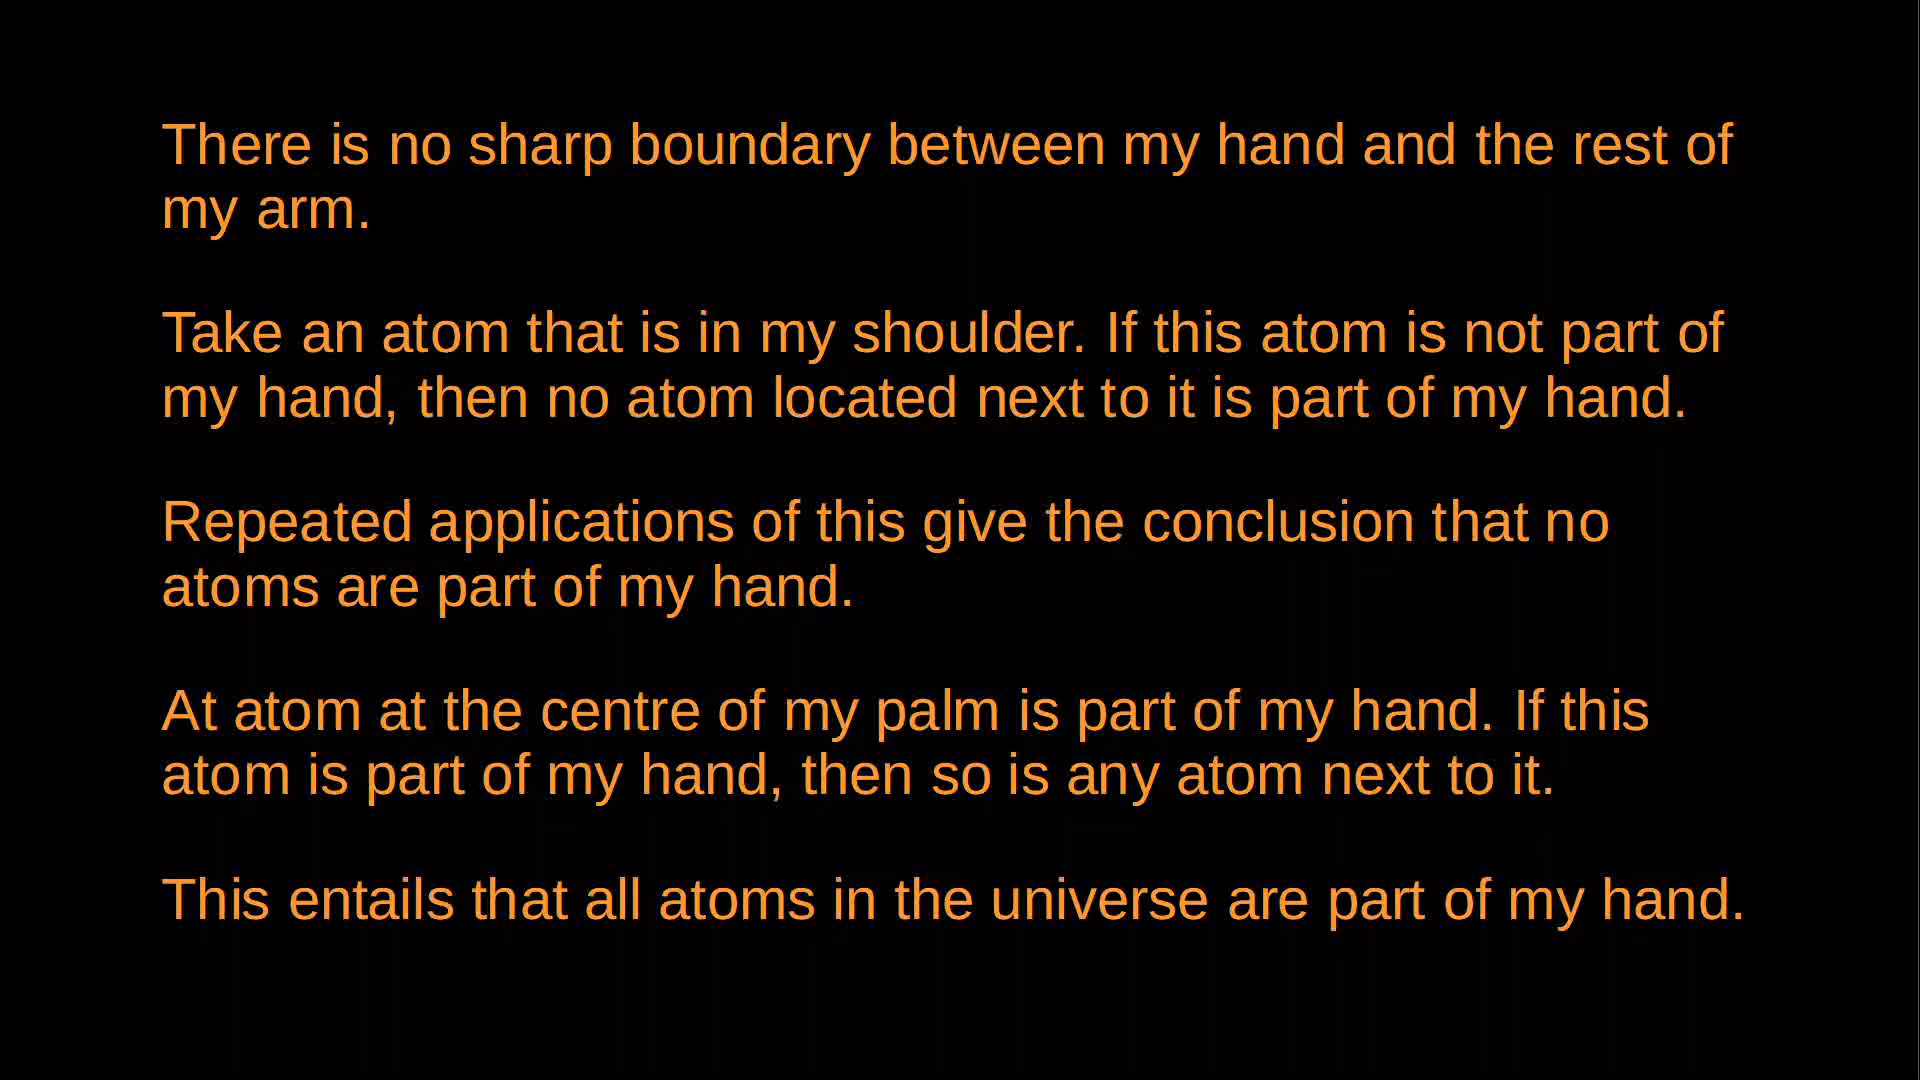 There is no sharp boundary between my hand and the rest of
my arm.
Take an atom that is in my shoulder. If this atom is not part of
my hand, then no atom located next to it is part of my hand.
Repeated applications of this give the conclusion that no
atoms are part of my hand.
At atom at the centre of my palm is part of my hand. If this
atom is part of my hand, then so is any atom next to it.
This entails that all atoms in the universe are part of my hand.